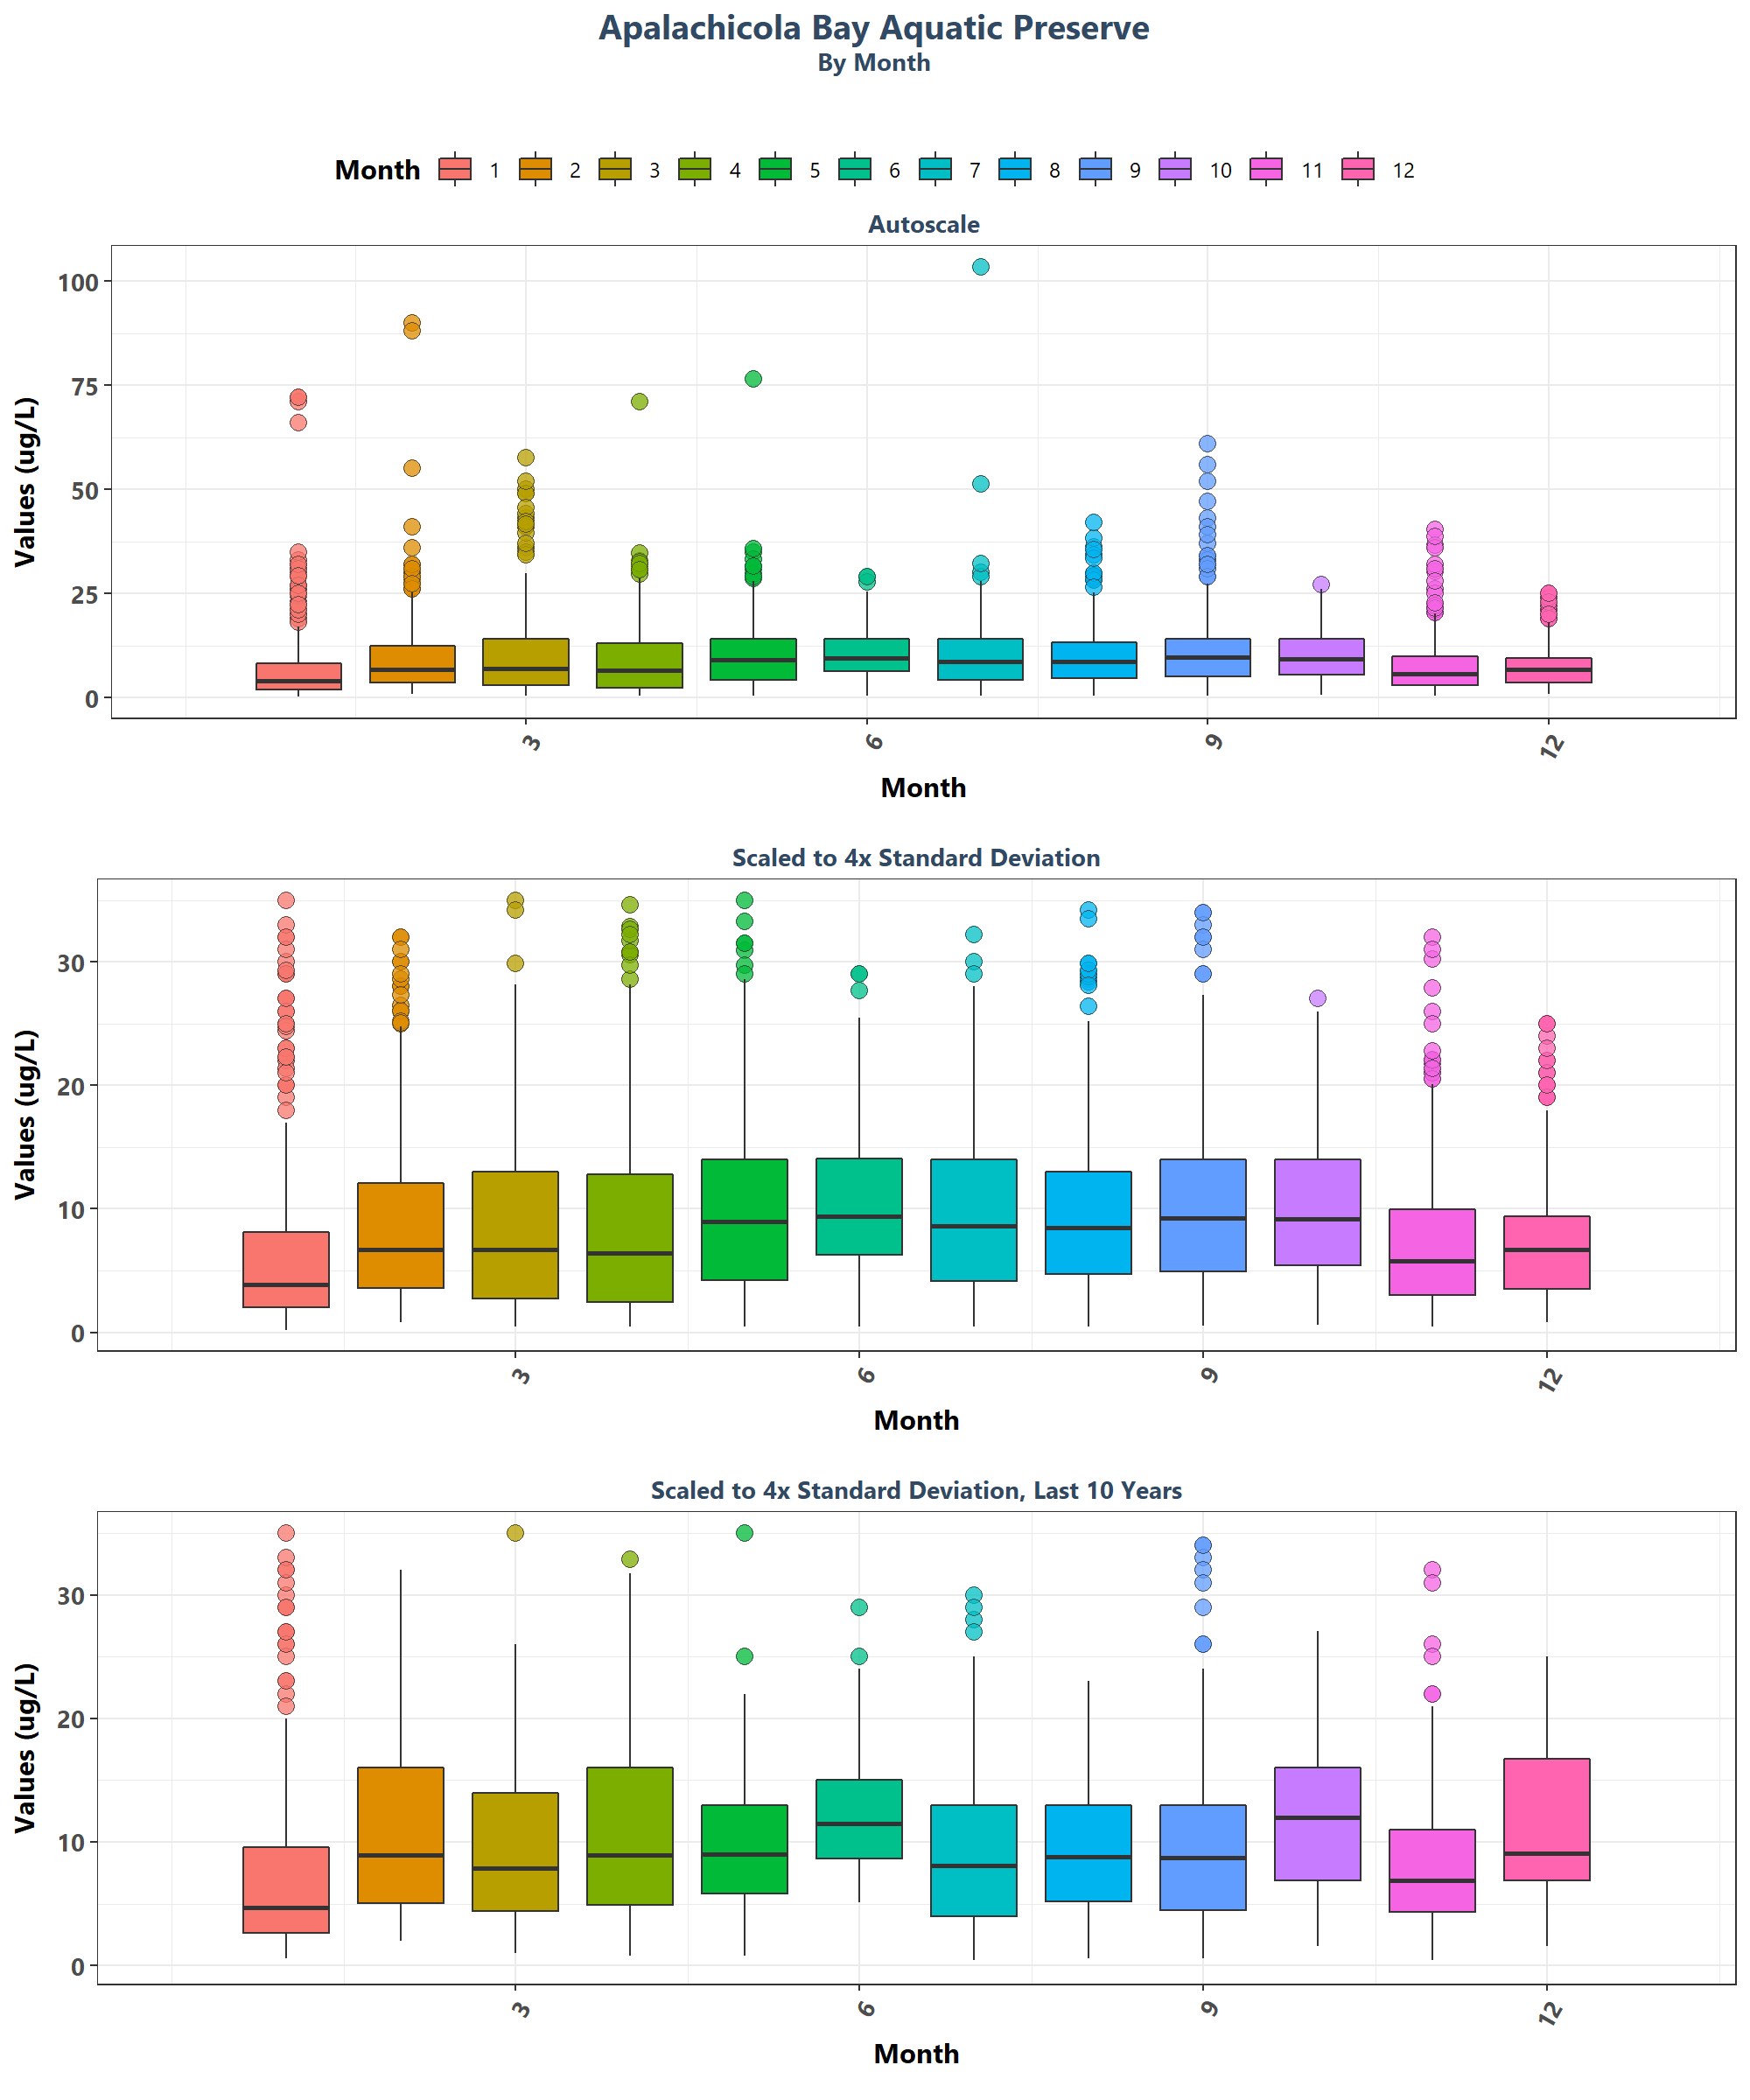 Apalachicola Bay Aquatic Preserve
By Month
Month 1 2 3 4 5 6 7 8 9 10 11 12
Autoscale
Values (ug/L)
100
75
50
25
0
3 6 9 12
Month
Scaled to 4x Standard Deviation
Values (ug/L)
30
20
10
0
3 6 9 12
Month
Scaled to 4x Standard Deviation, Last 10 Years
Values (ug/L)
30
20
10
0
3 6 9 12
Month